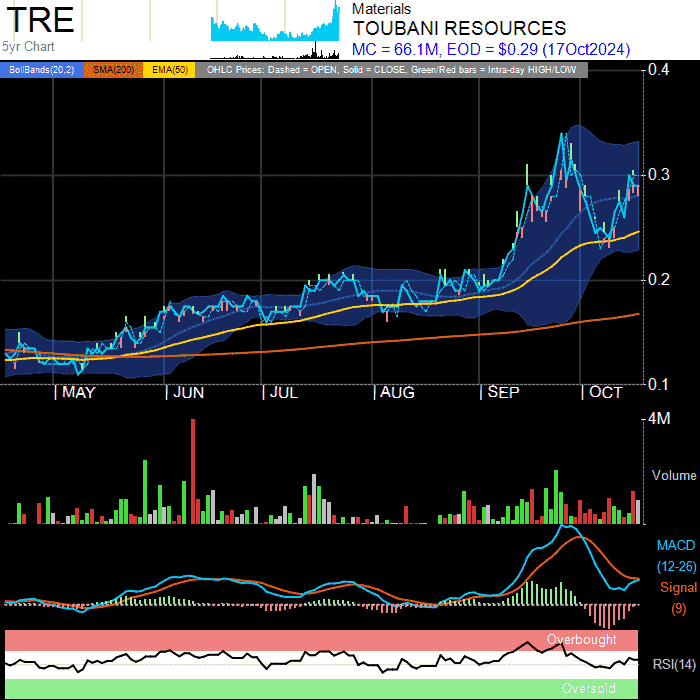 TRE
5yr Chart
Materials
TOUBANI RESOURCES
MC = 66.1M, EOD = $0.29 (17Oct2024)
BollBands(20,2) SMA(200) EMA(50) OHLC Prices: Dashed = OPEN, Solid = CLOSE, Green/Red bars = Intra-day HIGH/LOW
0.4
0.3
0.2
0.1
MAY JUN JUL AUG SEP OCT
4M
Volume
MACD
(12-26)
Signal
(9)
Overbought
RSI(14)
Oversold